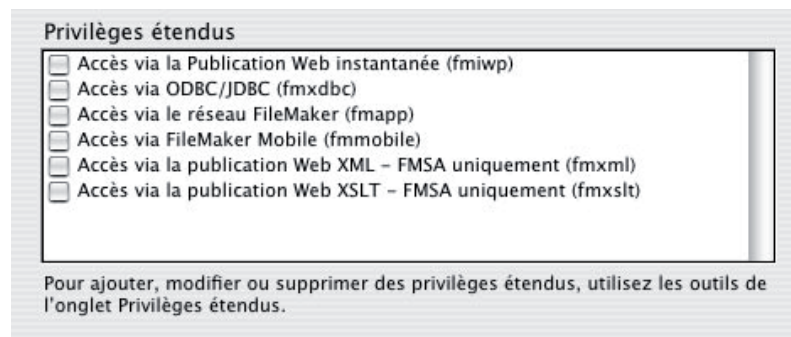 Privilèges étendus
Accès via la Publication Web instantanée (fmiwp)
Accès via ODBC/JDBC (fmxdbc)
Accès via le réseau FileMaker (fmapp)
Accès via FileMaker Mobile (fmmobile)
Accès via la publication Web XML – FMSA uniquement (fmxml)
Accès via la publication Web XSLT – FMSA uniquement (fmxslt)
Pour ajouter, modifier ou supprimer des privilèges étendus, utilisez les outils de
l'onglet Privilèges étendus.